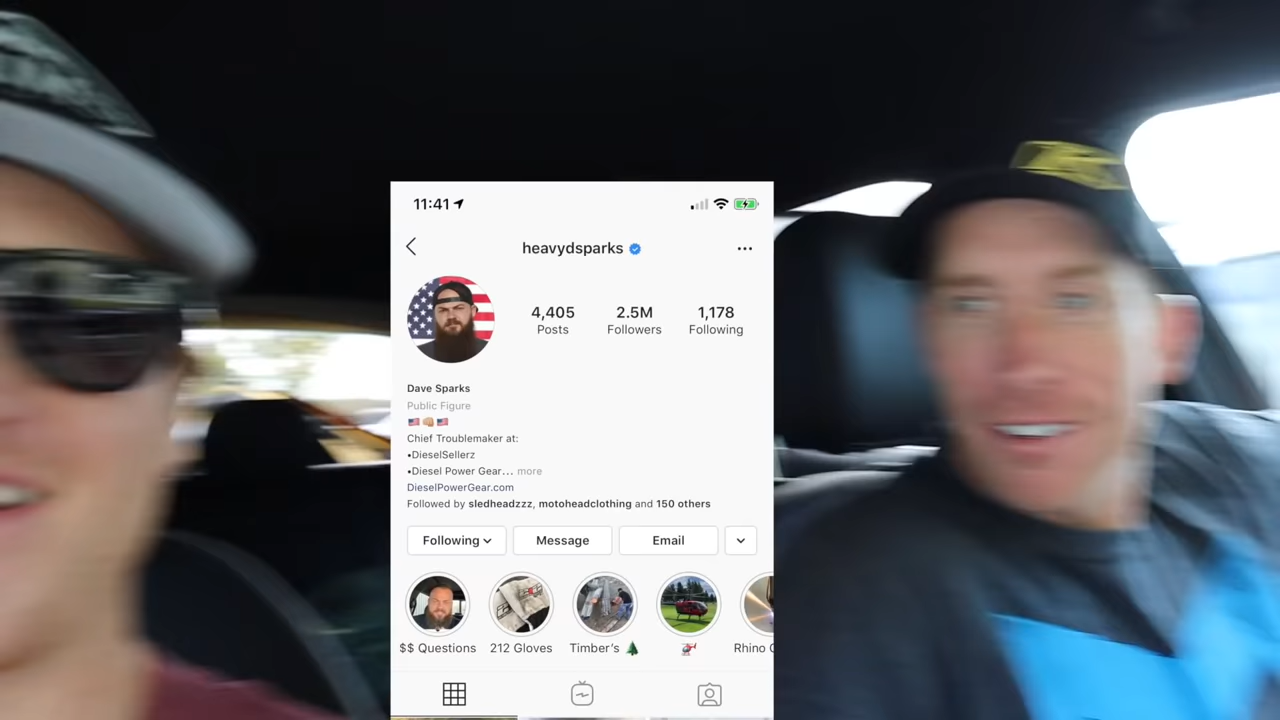 11:41
heavydsparks
4,405 2.5M 1,178
Posts Followers Following
Dave Sparks
Public Figure
Chief Troublemaker at:
•DieselSellerz
•Diesel Power Gear... more
DieselPowerGear.com
Followed by sledheadzzz, motoheadclothing and 150 others
Following Message Email
$$ Questions 212 Gloves Timber's 🌲 🚁 Rhino